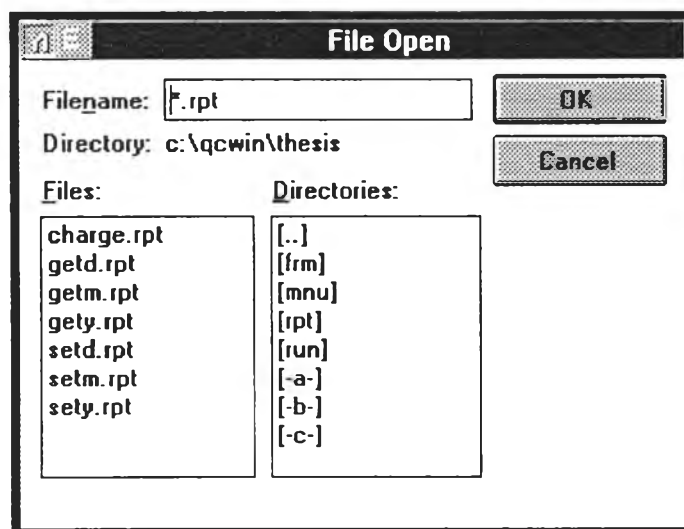 File Open
Filename: *.rpt
OK
Directory: c:\qcwin\thesis
Cancel
Files:
Directories:
charge.rpt
getd.rpt
getm.rpt
gety.rpt
setd.rpt
setm.rpt
sety.rpt
[..]
[frm]
[mnu]
[rpt]
[run]
[-a-]
[-b-]
[-c-]